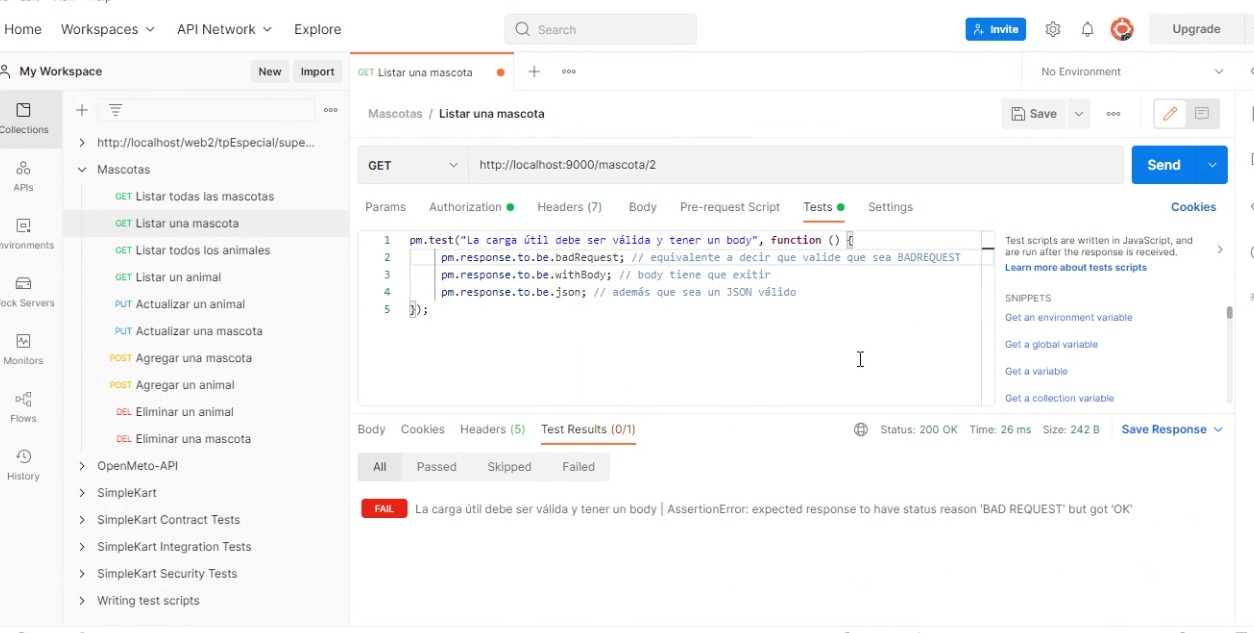 Home
Workspaces
API Network
Explore
Search
Invite
Upgrade
My Workspace
New
Import
GET Listar una mascota
No Environment
Collections
http://localhost/web2/tpEspecial/supe...
Mascotas / Listar una mascota
Save
Mascotas
GET Listar todas las mascotas
GET Listar una mascota
GET Listar todos los animales
GET Listar un animal
PUT Actualizar un animal
PUT Actualizar una mascota
POST Agregar una mascota
POST Agregar un animal
DEL Eliminar un animal
DEL Eliminar una mascota
OpenMeto-API
SimpleKart
SimpleKart Contract Tests
SimpleKart Integration Tests
SimpleKart Security Tests
Writing test scripts
APIs
nvironments
ock Servers
Monitors
Flows
History
GET
http://localhost:9000/mascota/2
Send
Params
Authorization
Headers (7)
Body
Pre-request Script
Tests
Settings
Cookies
1 pm.test("La carga útil debe ser válida y tener un body", function () {
2 pm.response.to.be.badRequest; // equivalente a decir que valide que sea BADREQUEST
3 pm.response.to.be.withBody; // body tiene que exitir
4 pm.response.to.be.json; // además que sea un JSON válido
5 });
Test scripts are written in JavaScript, and
are run after the response is received.
Learn more about tests scripts
SNIPPETS
Get an environment variable
Get a global variable
Get a variable
Get a collection variable
Body
Cookies
Headers (5)
Test Results (0/1)
Status: 200 OK
Time: 26 ms
Size: 242 B
Save Response
All
Passed
Skipped
Failed
FAIL
La carga útil debe ser válida y tener un body | AssertionError: expected response to have status reason 'BAD REQUEST' but got 'OK'